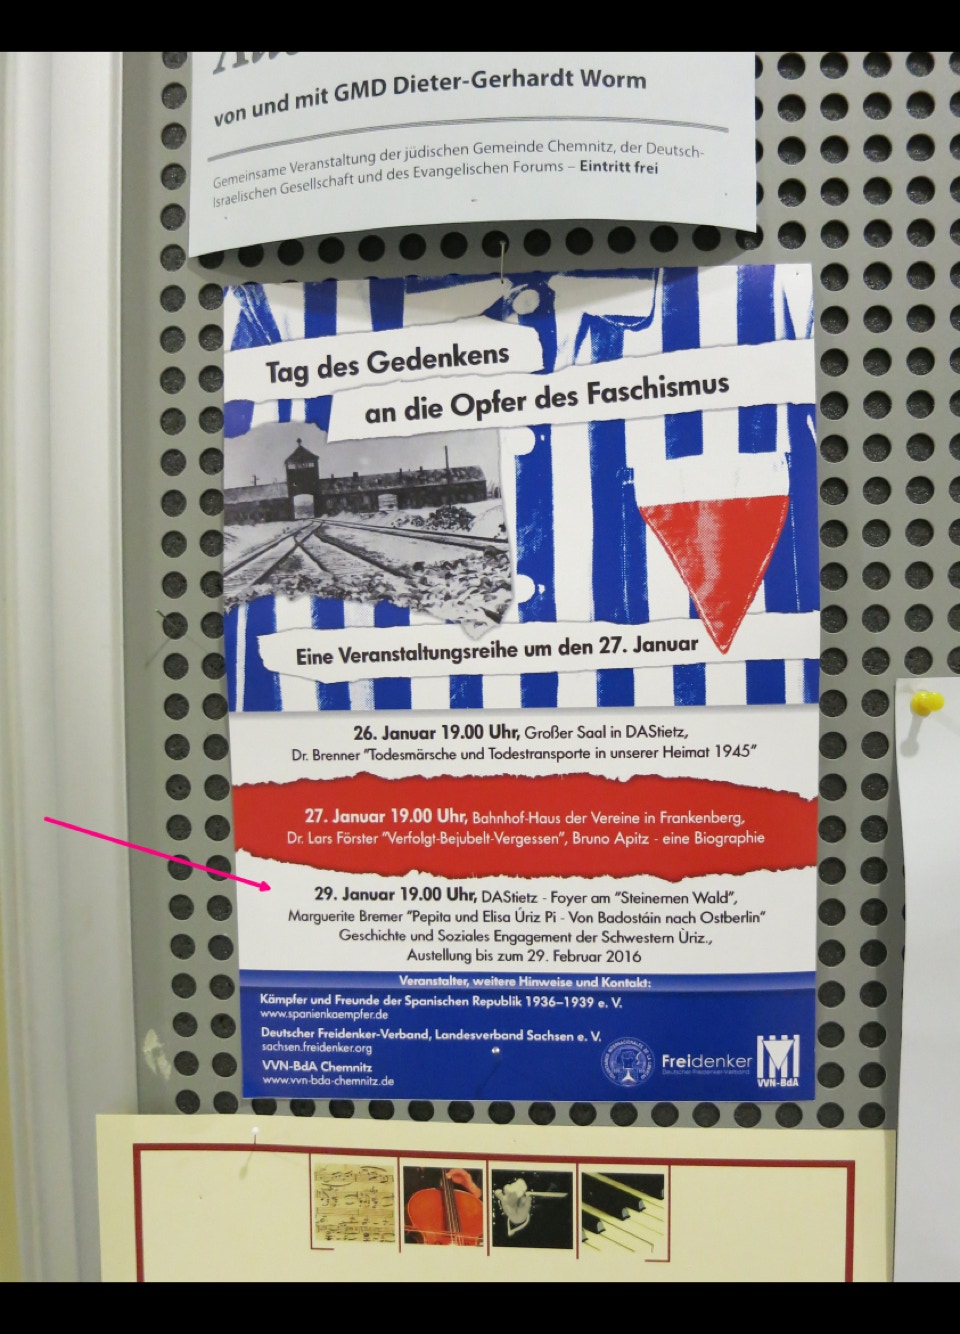 von und mit GMD Dieter-Gerhardt Worm
Gemeinsame Veranstaltung der jüdischen Gemeinde Chemnitz, der Deutsch-
Israelischen Gesellschaft und des Evangelischen Forums – Eintritt frei
Tag des Gedenkens
an die Opfer des Faschismus
Eine Veranstaltungsreihe um den 27. Januar
26. Januar 19.00 Uhr, Großer Saal in DAStietz,
Dr. Brenner "Todesmärsche und Todestransporte in unserer Heimat 1945"
27. Januar 19.00 Uhr, Bahnhof-Haus der Vereine in Frankenberg,
Dr. Lars Förster "Verfolgt-Bejubelt-Vergessen", Bruno Apitz - eine Biographie
29. Januar 19.00 Uhr, DAStietz - Foyer am "Steinernen Wald",
Marguerite Bremer "Pepita und Elisa Úriz Pi - Von Badostáin nach Ostberlin"
Geschichte und Soziales Engagement der Schwestern Ùriz.,
Austellung bis zum 29. Februar 2016
Veranstalter, weitere Hinweise und Kontakt:
Kämpfer und Freunde der Spanischen Republik 1936–1939 e. V.
www.spanienkaempfer.de
Deutscher Freidenker-Verband, Landesverband Sachsen e. V.
sachsen.freidenker.org
VVN-BdA Chemnitz
www.vvn-bda-chemnitz.de
Freidenker
Deutscher Freidenker-Verband
VVN-BdA